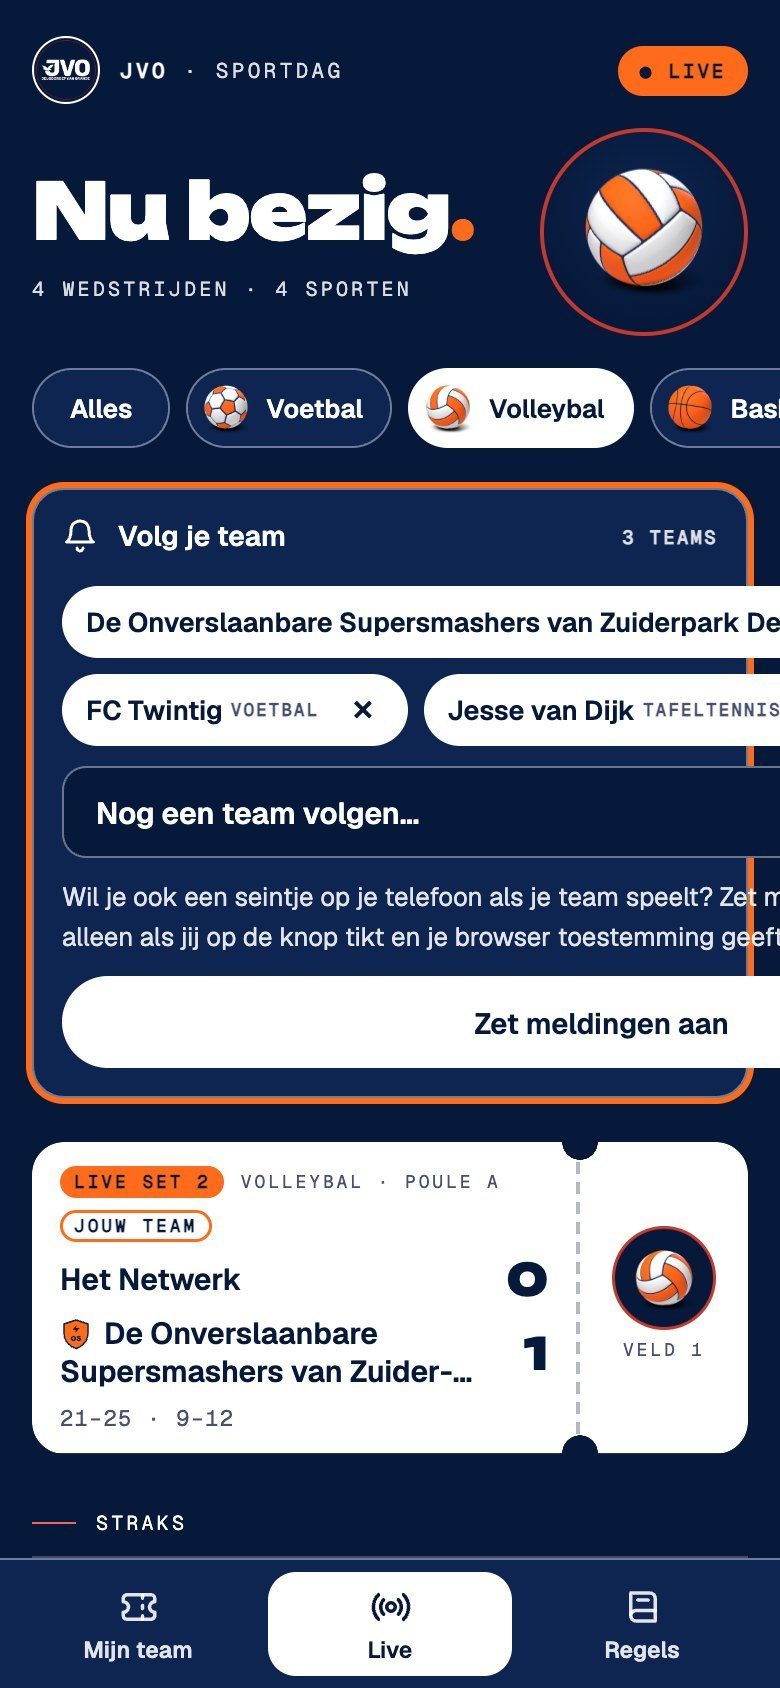 JVO
JVO · SPORTDAG
● LIVE
Nu bezig.
4 WEDSTRIJDEN · 4 SPORTEN
Alles
Voetbal
Volleybal
Bas
Volg je team
3 TEAMS
De Onverslaanbare Supersmashers van Zuiderpark De
FC Twintig VOETBAL ✕
Jesse van Dijk TAFELTENNIS
Nog een team volgen…
Wil je ook een seintje op je telefoon als je team speelt? Zet m
alleen als jij op de knop tikt en je browser toestemming geeft
Zet meldingen aan
LIVE SET 2 VOLLEYBAL · POULE A
JOUW TEAM
Het Netwerk 0
OS De Onverslaanbare
Supersmashers van Zuider-… 1
21–25 · 9–12
VELD 1
STRAKS
Mijn team
Live
Regels